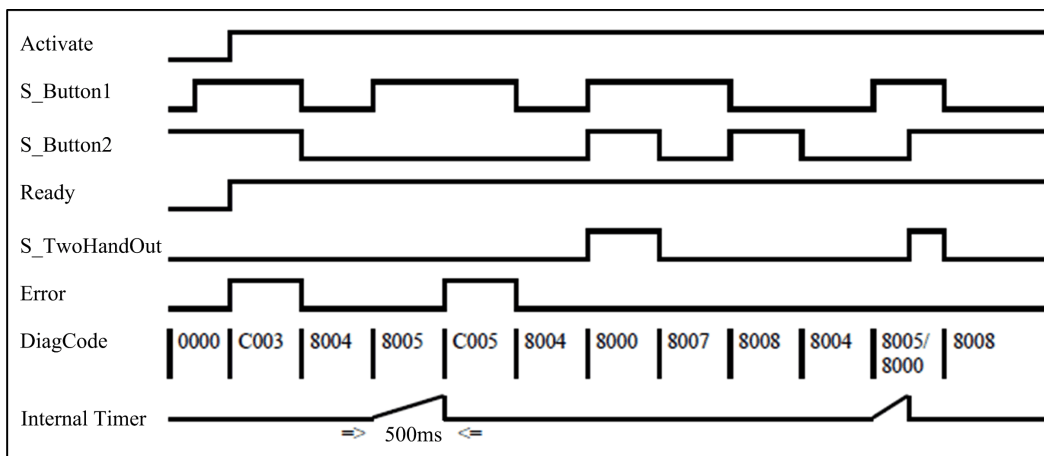 Activate
S_Button1
S_Button2
Ready
S_TwoHandOut
Error
DiagCode 0000 C003 8004 8005 C005 8004 8000 8007 8008 8004 8005/ 8008
8000
Internal Timer
=> 500ms <=